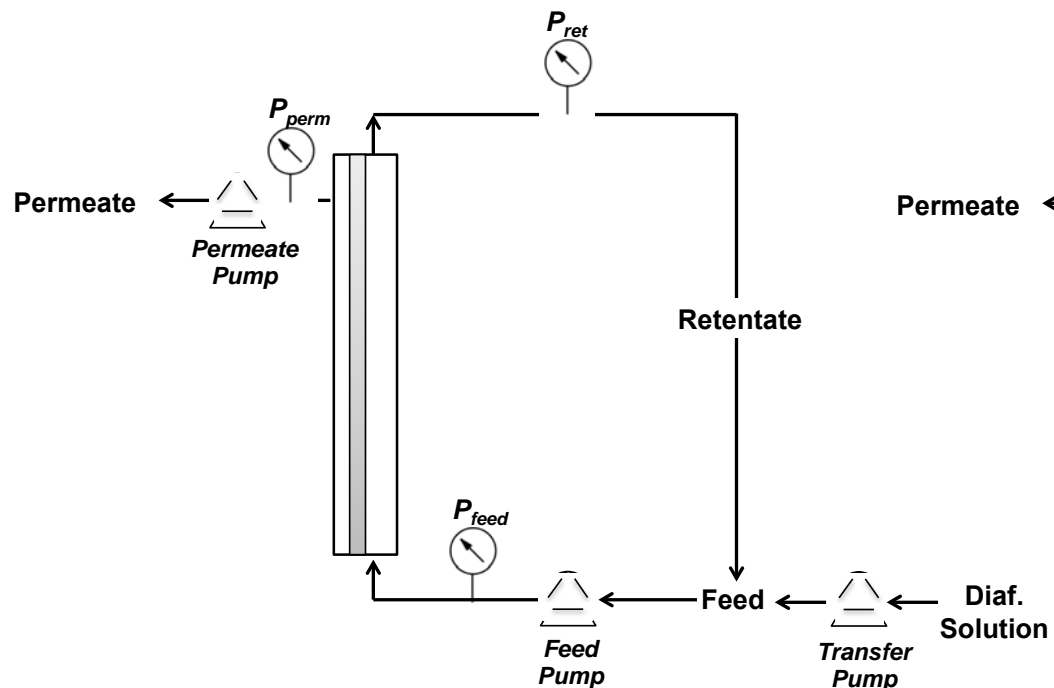 P_ret
P_perm
Permeate
Permeate
Permeate
Pump
Retentate
P_feed
Feed
Diaf.
Solution
Feed
Pump
Transfer
Pump